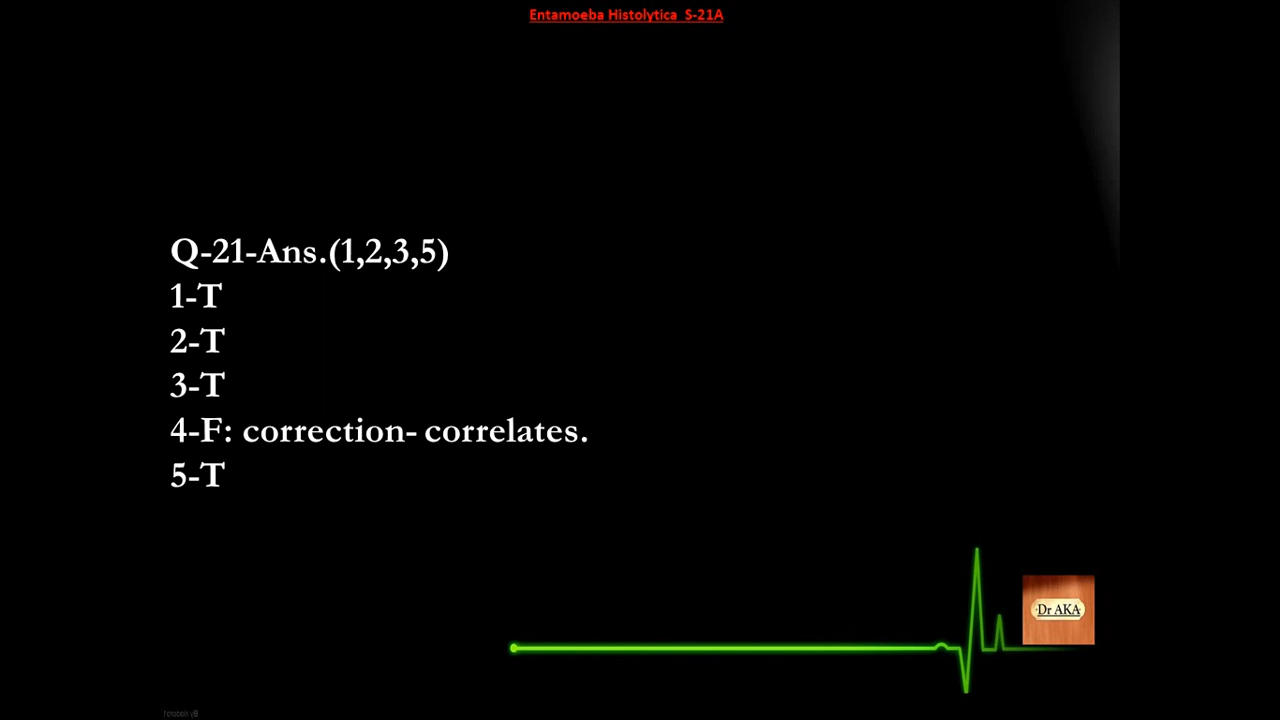 Entamoeba Histolytica S-21A
Q-21-Ans.(1,2,3,5)
1-T
2-T
3-T
4-F: correction- correlates.
5-T
Dr AKA